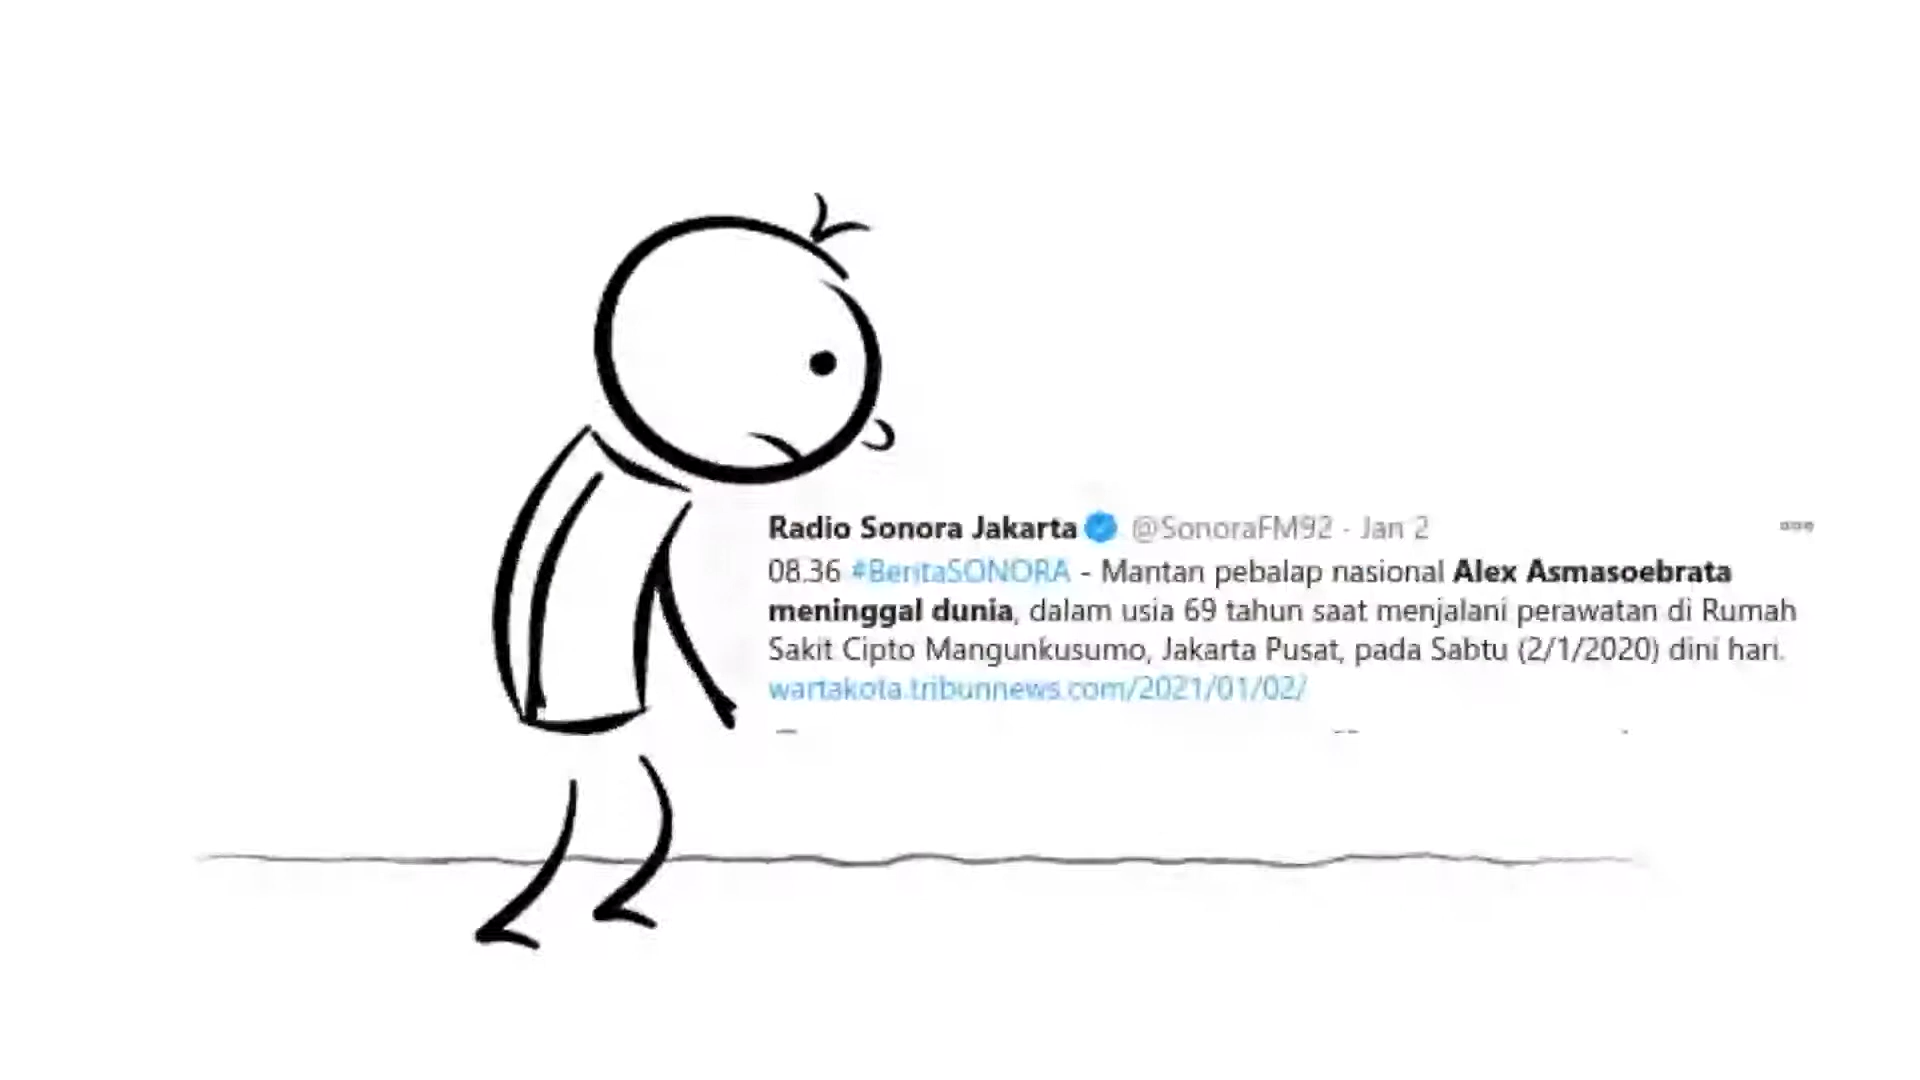 Radio Sonora Jakarta @SonoraFM92 - Jan 2
08.36 #BeritaSONORA - Mantan pebalap nasional Alex Asmasoebrata
meninggal dunia, dalam usia 69 tahun saat menjalani perawatan di Rumah
Sakit Cipto Mangunkusumo, Jakarta Pusat, pada Sabtu (2/1/2020) dini hari.
wartakota.tribunnews.com/2021/01/02/